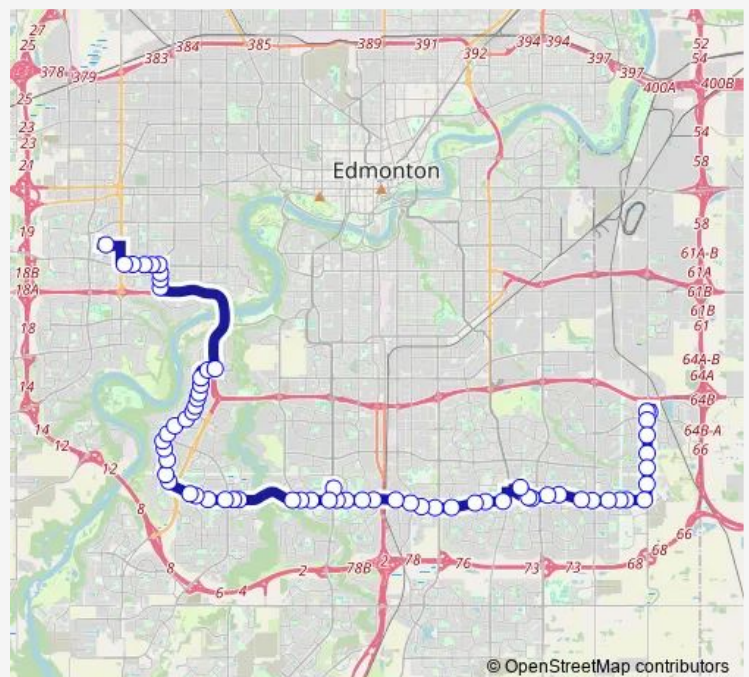 27
25
378
379
383
384
385
389
391
392
394
394
397
397
400A
400B
52
54
25
54
23
23
58
21
Edmonton
19
58
18B
18A
61A-B
61A
61B
61B
61
18
64A-B
64A
14
64B
14
64B-A
12
66
12
8
66
8
6
4
2
78B
2
78
76
73
73
68
68
© OpenStreetMap contributors